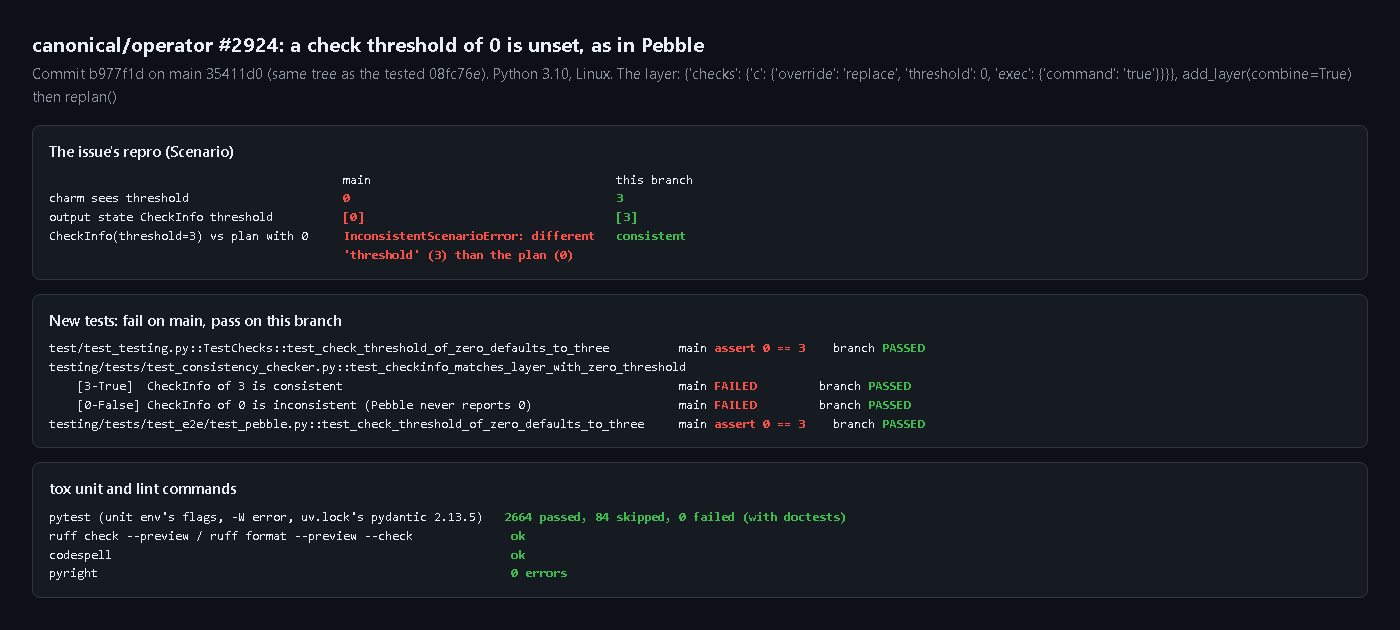 canonical/operator #2924: a check threshold of 0 is unset, as in Pebble
Commit b977f1d on main 35411d0 (same tree as the tested 08fc76e). Python 3.10, Linux. The layer: {'checks': {'c': {'override': 'replace', 'threshold': 0, 'exec': {'command': 'true'}}}}, add_layer(combine=True)
then replan()
The issue's repro (Scenario)
main this branch
charm sees threshold 0 3
output state CheckInfo threshold [0] [3]
CheckInfo(threshold=3) vs plan with 0 InconsistentScenarioError: different consistent
'threshold' (3) than the plan (0)
New tests: fail on main, pass on this branch
test/test_testing.py::TestChecks::test_check_threshold_of_zero_defaults_to_three main assert 0 == 3 branch PASSED
testing/tests/test_consistency_checker.py::test_checkinfo_matches_layer_with_zero_threshold
[3-True] CheckInfo of 3 is consistent main FAILED branch PASSED
[0-False] CheckInfo of 0 is inconsistent (Pebble never reports 0) main FAILED branch PASSED
testing/tests/test_e2e/test_pebble.py::test_check_threshold_of_zero_defaults_to_three main assert 0 == 3 branch PASSED
tox unit and lint commands
pytest (unit env's flags, -W error, uv.lock's pydantic 2.13.5) 2664 passed, 84 skipped, 0 failed (with doctests)
ruff check --preview / ruff format --preview --check ok
codespell ok
pyright 0 errors